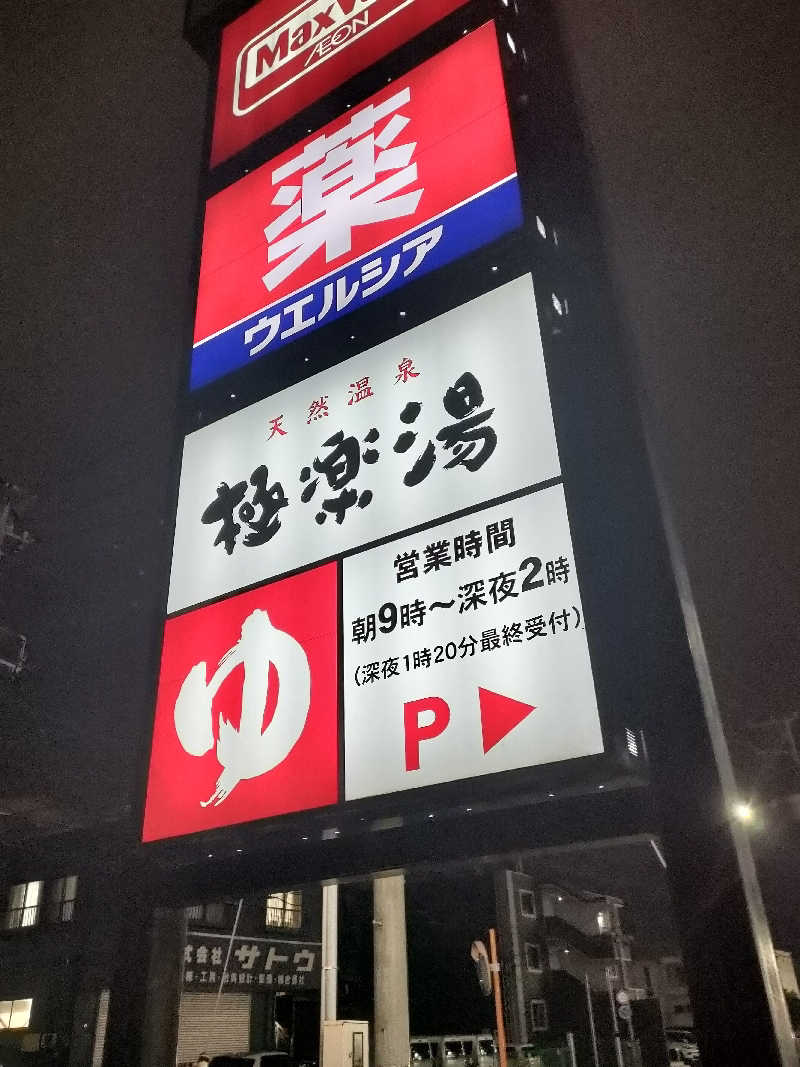 ÆON
薬
ウエルシア
天然温泉
極楽湯
ゆ
営業時間
朝9時～深夜2時
(深夜1時20分最終受付)
P
サトウ